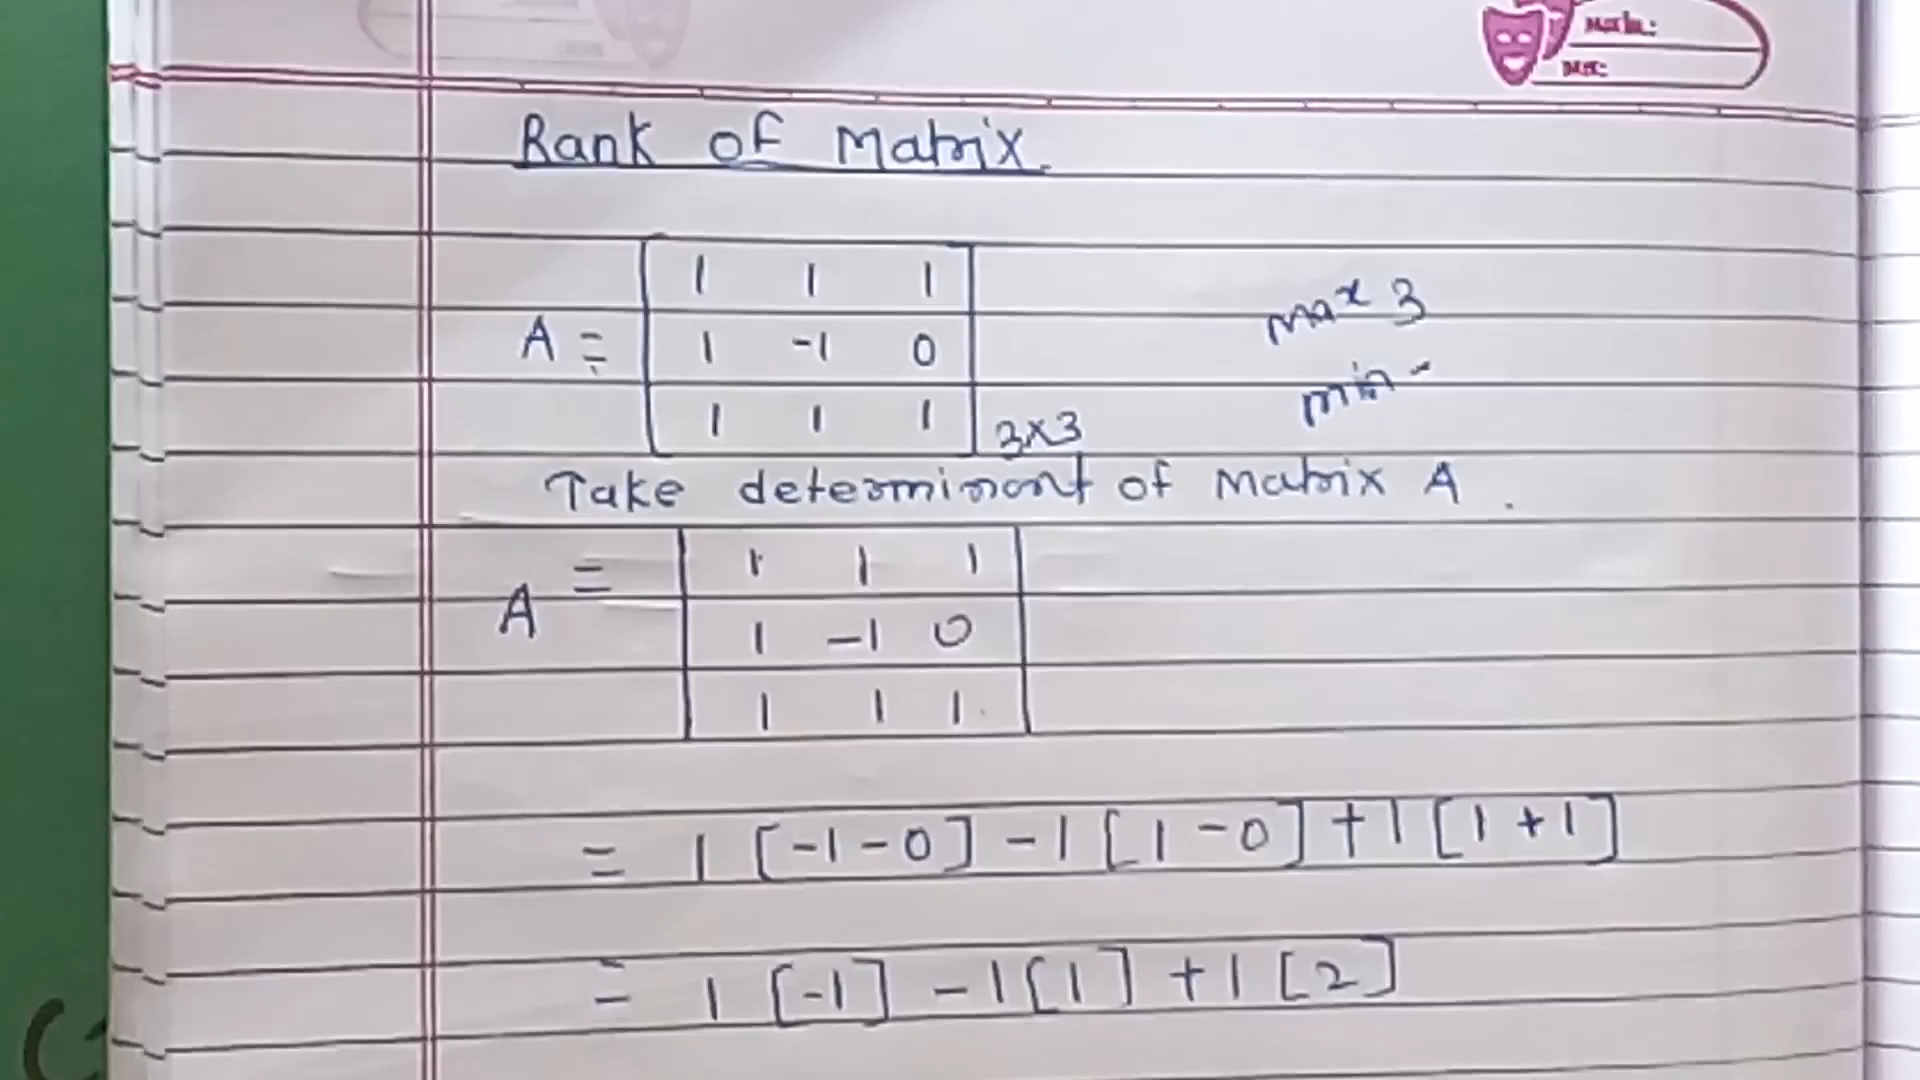 Rank of Matrix.
1 1 1
A = 1 -1 0
1 1 1 3x3
max 3
min -
Take determinant of Matrix A .
1 1 1
A = 1 -1 0
1 1 1
= 1 [-1-0] -1 [1-0] +1 [1+1]
= 1 [-1] -1[1] +1 [2]